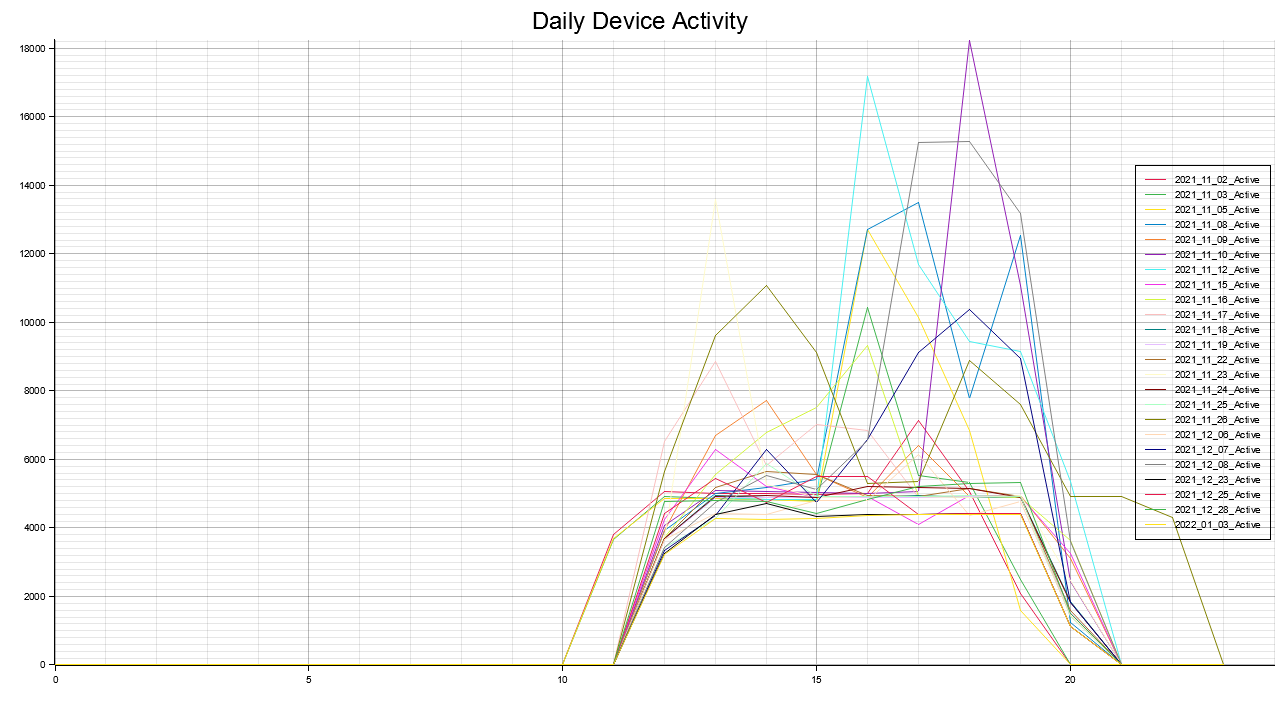 Daily Device Activity
18000
16000
14000
12000
10000
8000
6000
4000
2000
0
0 5 10 15 20
2021_11_02_Active
2021_11_03_Active
2021_11_05_Active
2021_11_08_Active
2021_11_09_Active
2021_11_10_Active
2021_11_12_Active
2021_11_15_Active
2021_11_16_Active
2021_11_17_Active
2021_11_18_Active
2021_11_19_Active
2021_11_22_Active
2021_11_23_Active
2021_11_24_Active
2021_11_25_Active
2021_11_26_Active
2021_12_06_Active
2021_12_07_Active
2021_12_08_Active
2021_12_23_Active
2021_12_25_Active
2021_12_28_Active
2022_01_03_Active